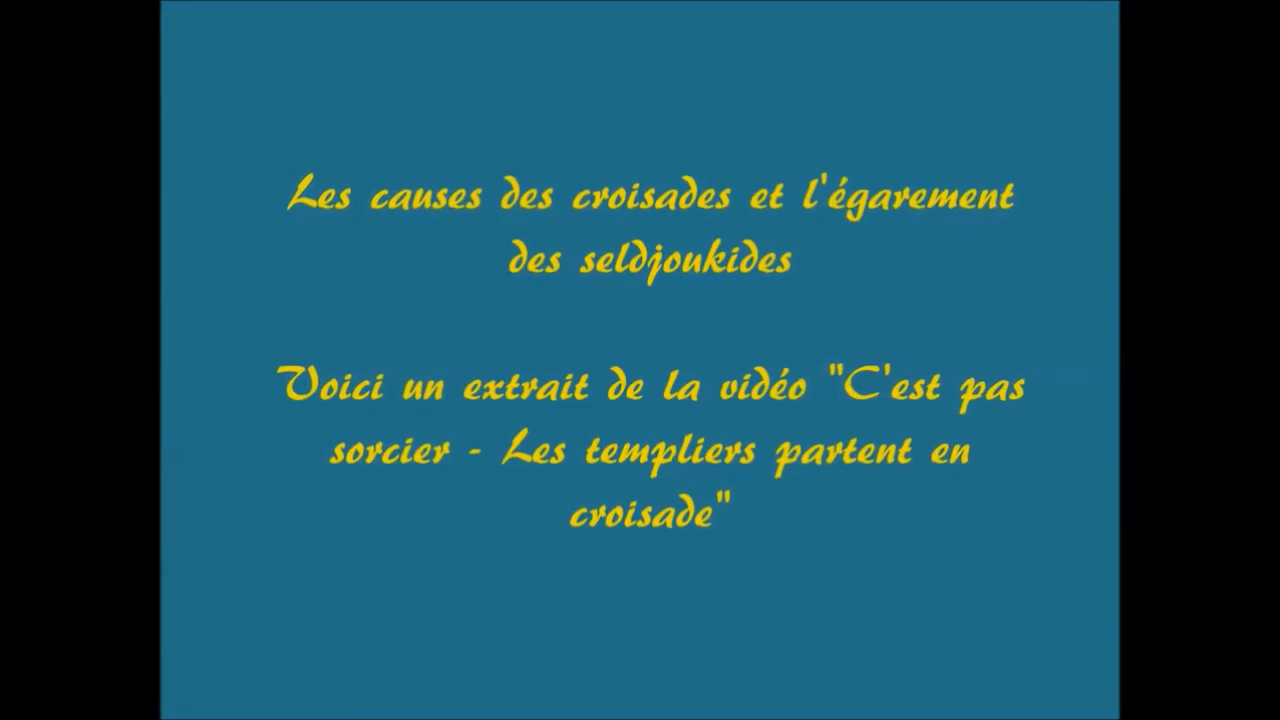 Les causes des croisades et l'égarement
des seldjoukides
Voici un extrait de la vidéo "C'est pas
sorcier - Les templiers partent en
croisade"